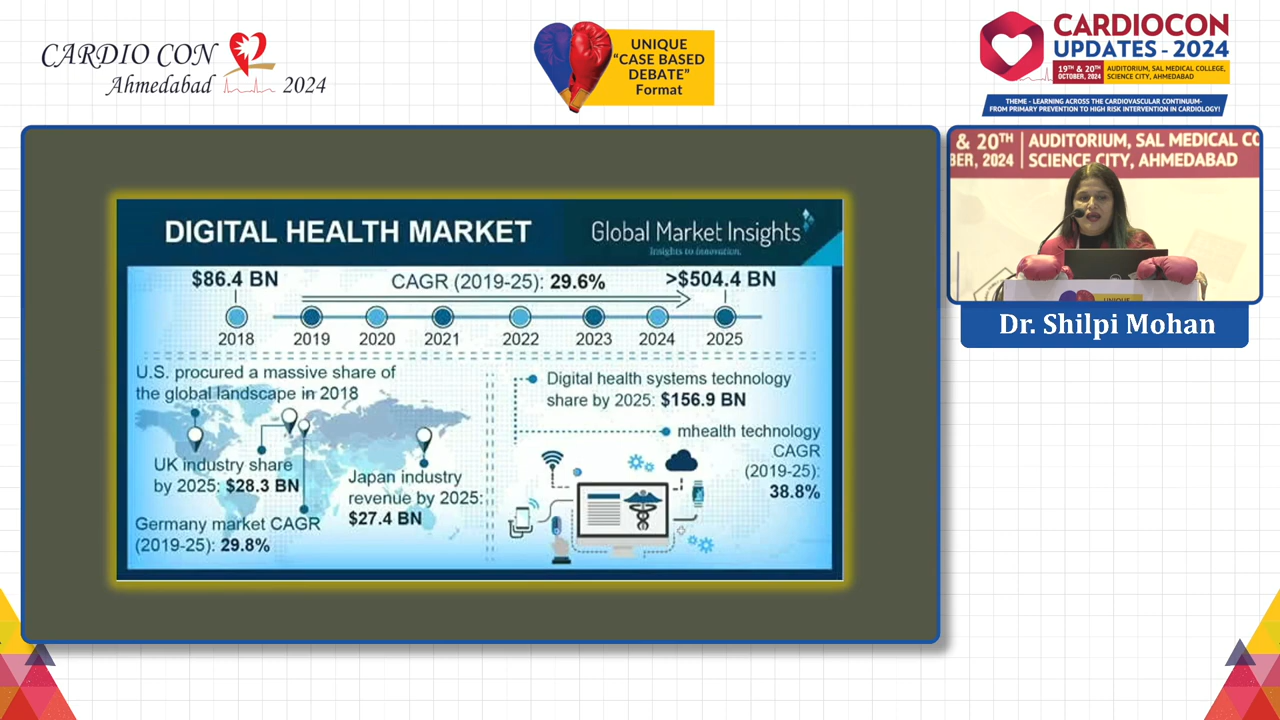 CARDIO CON
Ahmedabad 2024
UNIQUE
"CASE BASED
DEBATE"
Format
CARDIOCON
UPDATES - 2024
19TH & 20TH
OCTOBER, 2024
AUDITORIUM, SAL MEDICAL COLLEGE,
SCIENCE CITY, AHMEDABAD
THEME - LEARNING ACROSS THE CARDIOVASCULAR CONTINUUM-
FROM PRIMARY PREVENTION TO HIGH RISK INTERVENTION IN CARDIOLOGY!
DIGITAL HEALTH MARKET
Global Market Insights
Insights to innovation.
$86.4 BN
CAGR (2019-25): 29.6%
>$504.4 BN
2018 2019 2020 2021 2022 2023 2024 2025
U.S. procured a massive share of
the global landscape in 2018
UK industry share
by 2025: $28.3 BN
Japan industry
revenue by 2025:
$27.4 BN
Germany market CAGR
(2019-25): 29.8%
Digital health systems technology
share by 2025: $156.9 BN
mhealth technology
CAGR
(2019-25):
38.8%
& 20TH
BER, 2024
AUDITORIUM, SAL MEDICAL CO
SCIENCE CITY, AHMEDABAD
UNIQUE
Dr. Shilpi Mohan